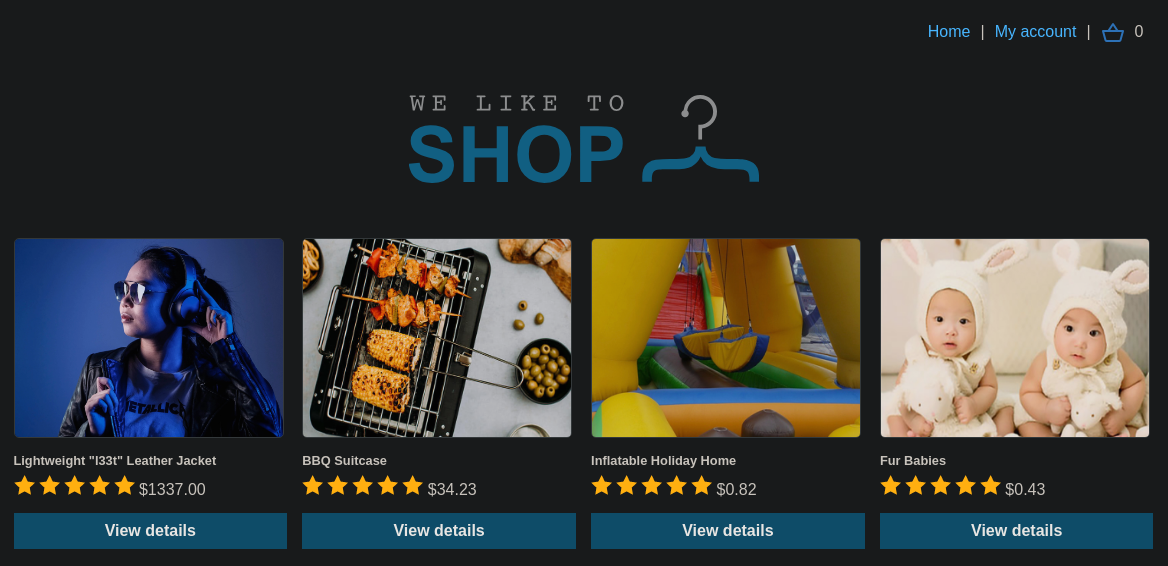 Home | My account | 0
WE LIKE TO
SHOP
METALLICA
Lightweight "l33t" Leather Jacket
BBQ Suitcase
Inflatable Holiday Home
Fur Babies
$1337.00
$34.23
$0.82
$0.43
View details
View details
View details
View details